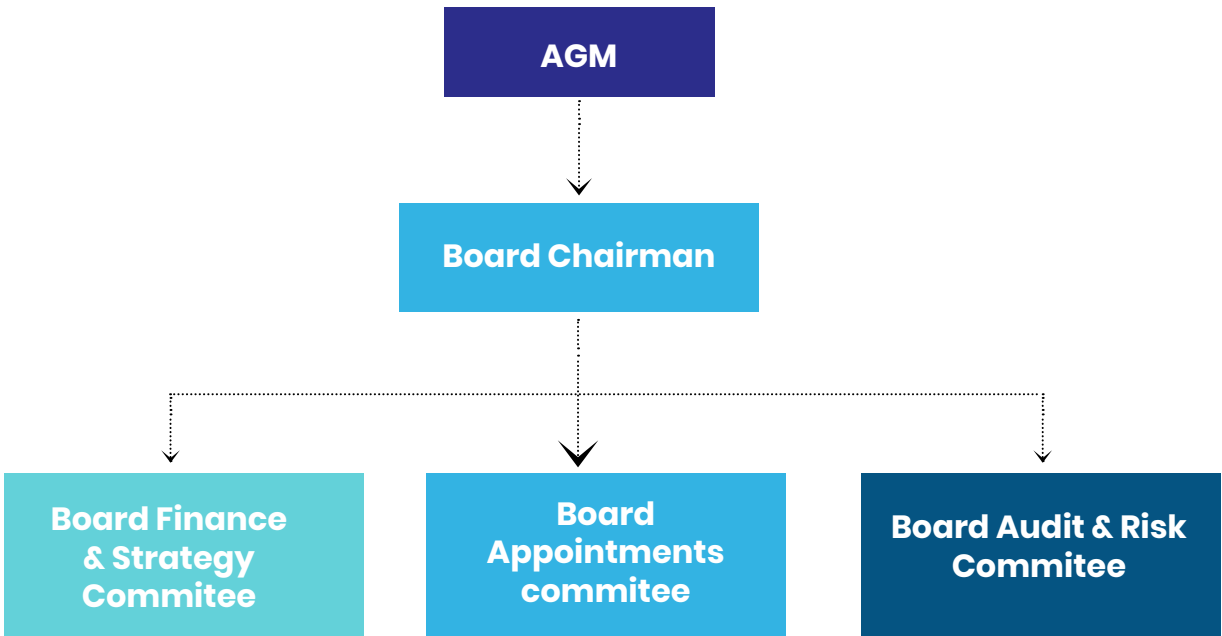 AGM
Board Chairman
Board Finance
& Strategy
Commitee
Board
Appointments
commitee
Board Audit & Risk
Commitee